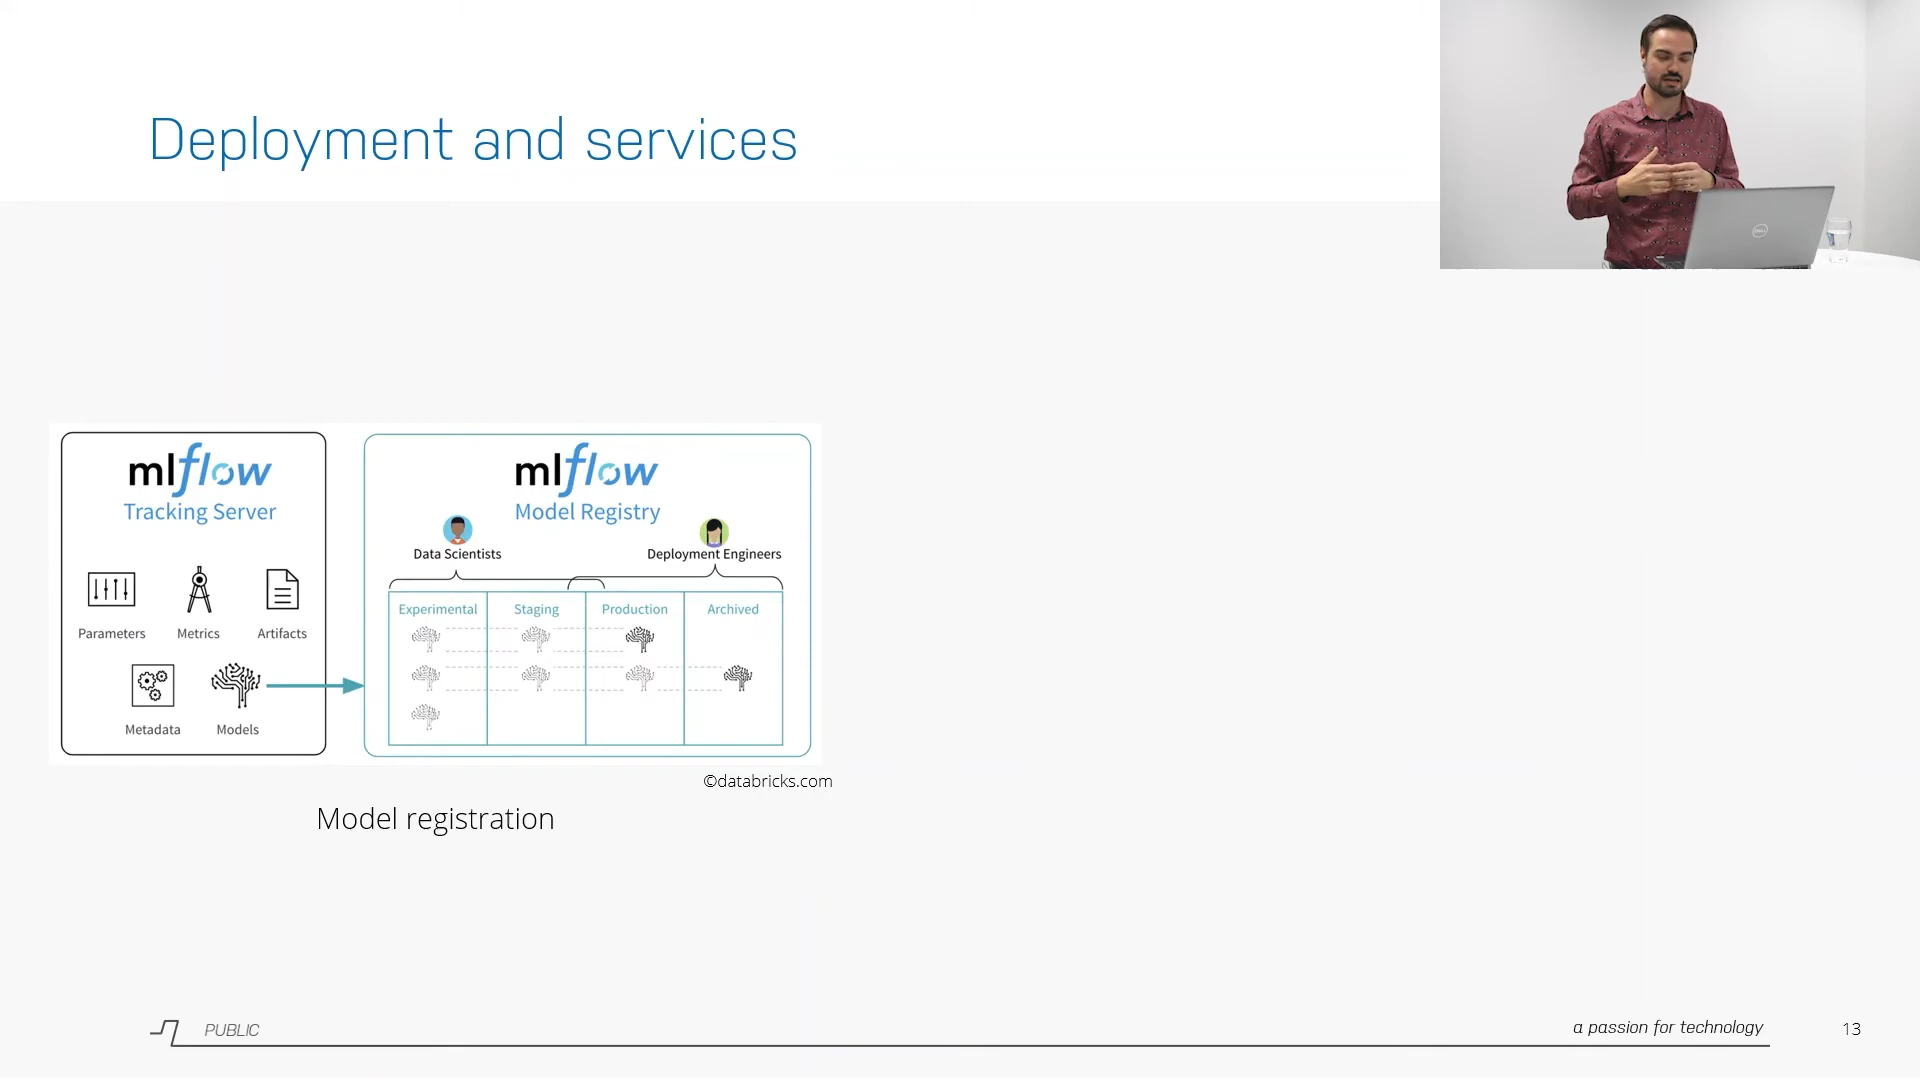 Deployment and services
mlflow
Tracking Server
Parameters
Metrics
Artifacts
Metadata
Models
mlflow
Model Registry
Data Scientists
Deployment Engineers
Experimental
Staging
Production
Archived
©databricks.com
Model registration
PUBLIC
a passion for technology
13
DELL